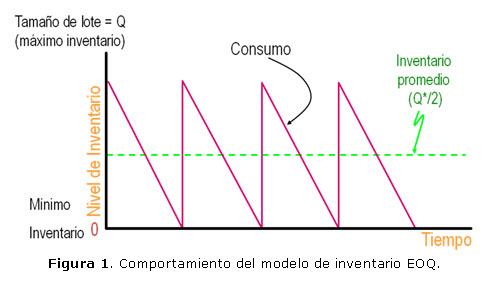 Tamaño de lote = Q
(máximo inventario)
Consumo
Inventario
promedio
(Q*/2)
Nivel de Inventario
Mínimo
Inventario 0
Tiempo
Figura 1. Comportamiento del modelo de inventario EOQ.